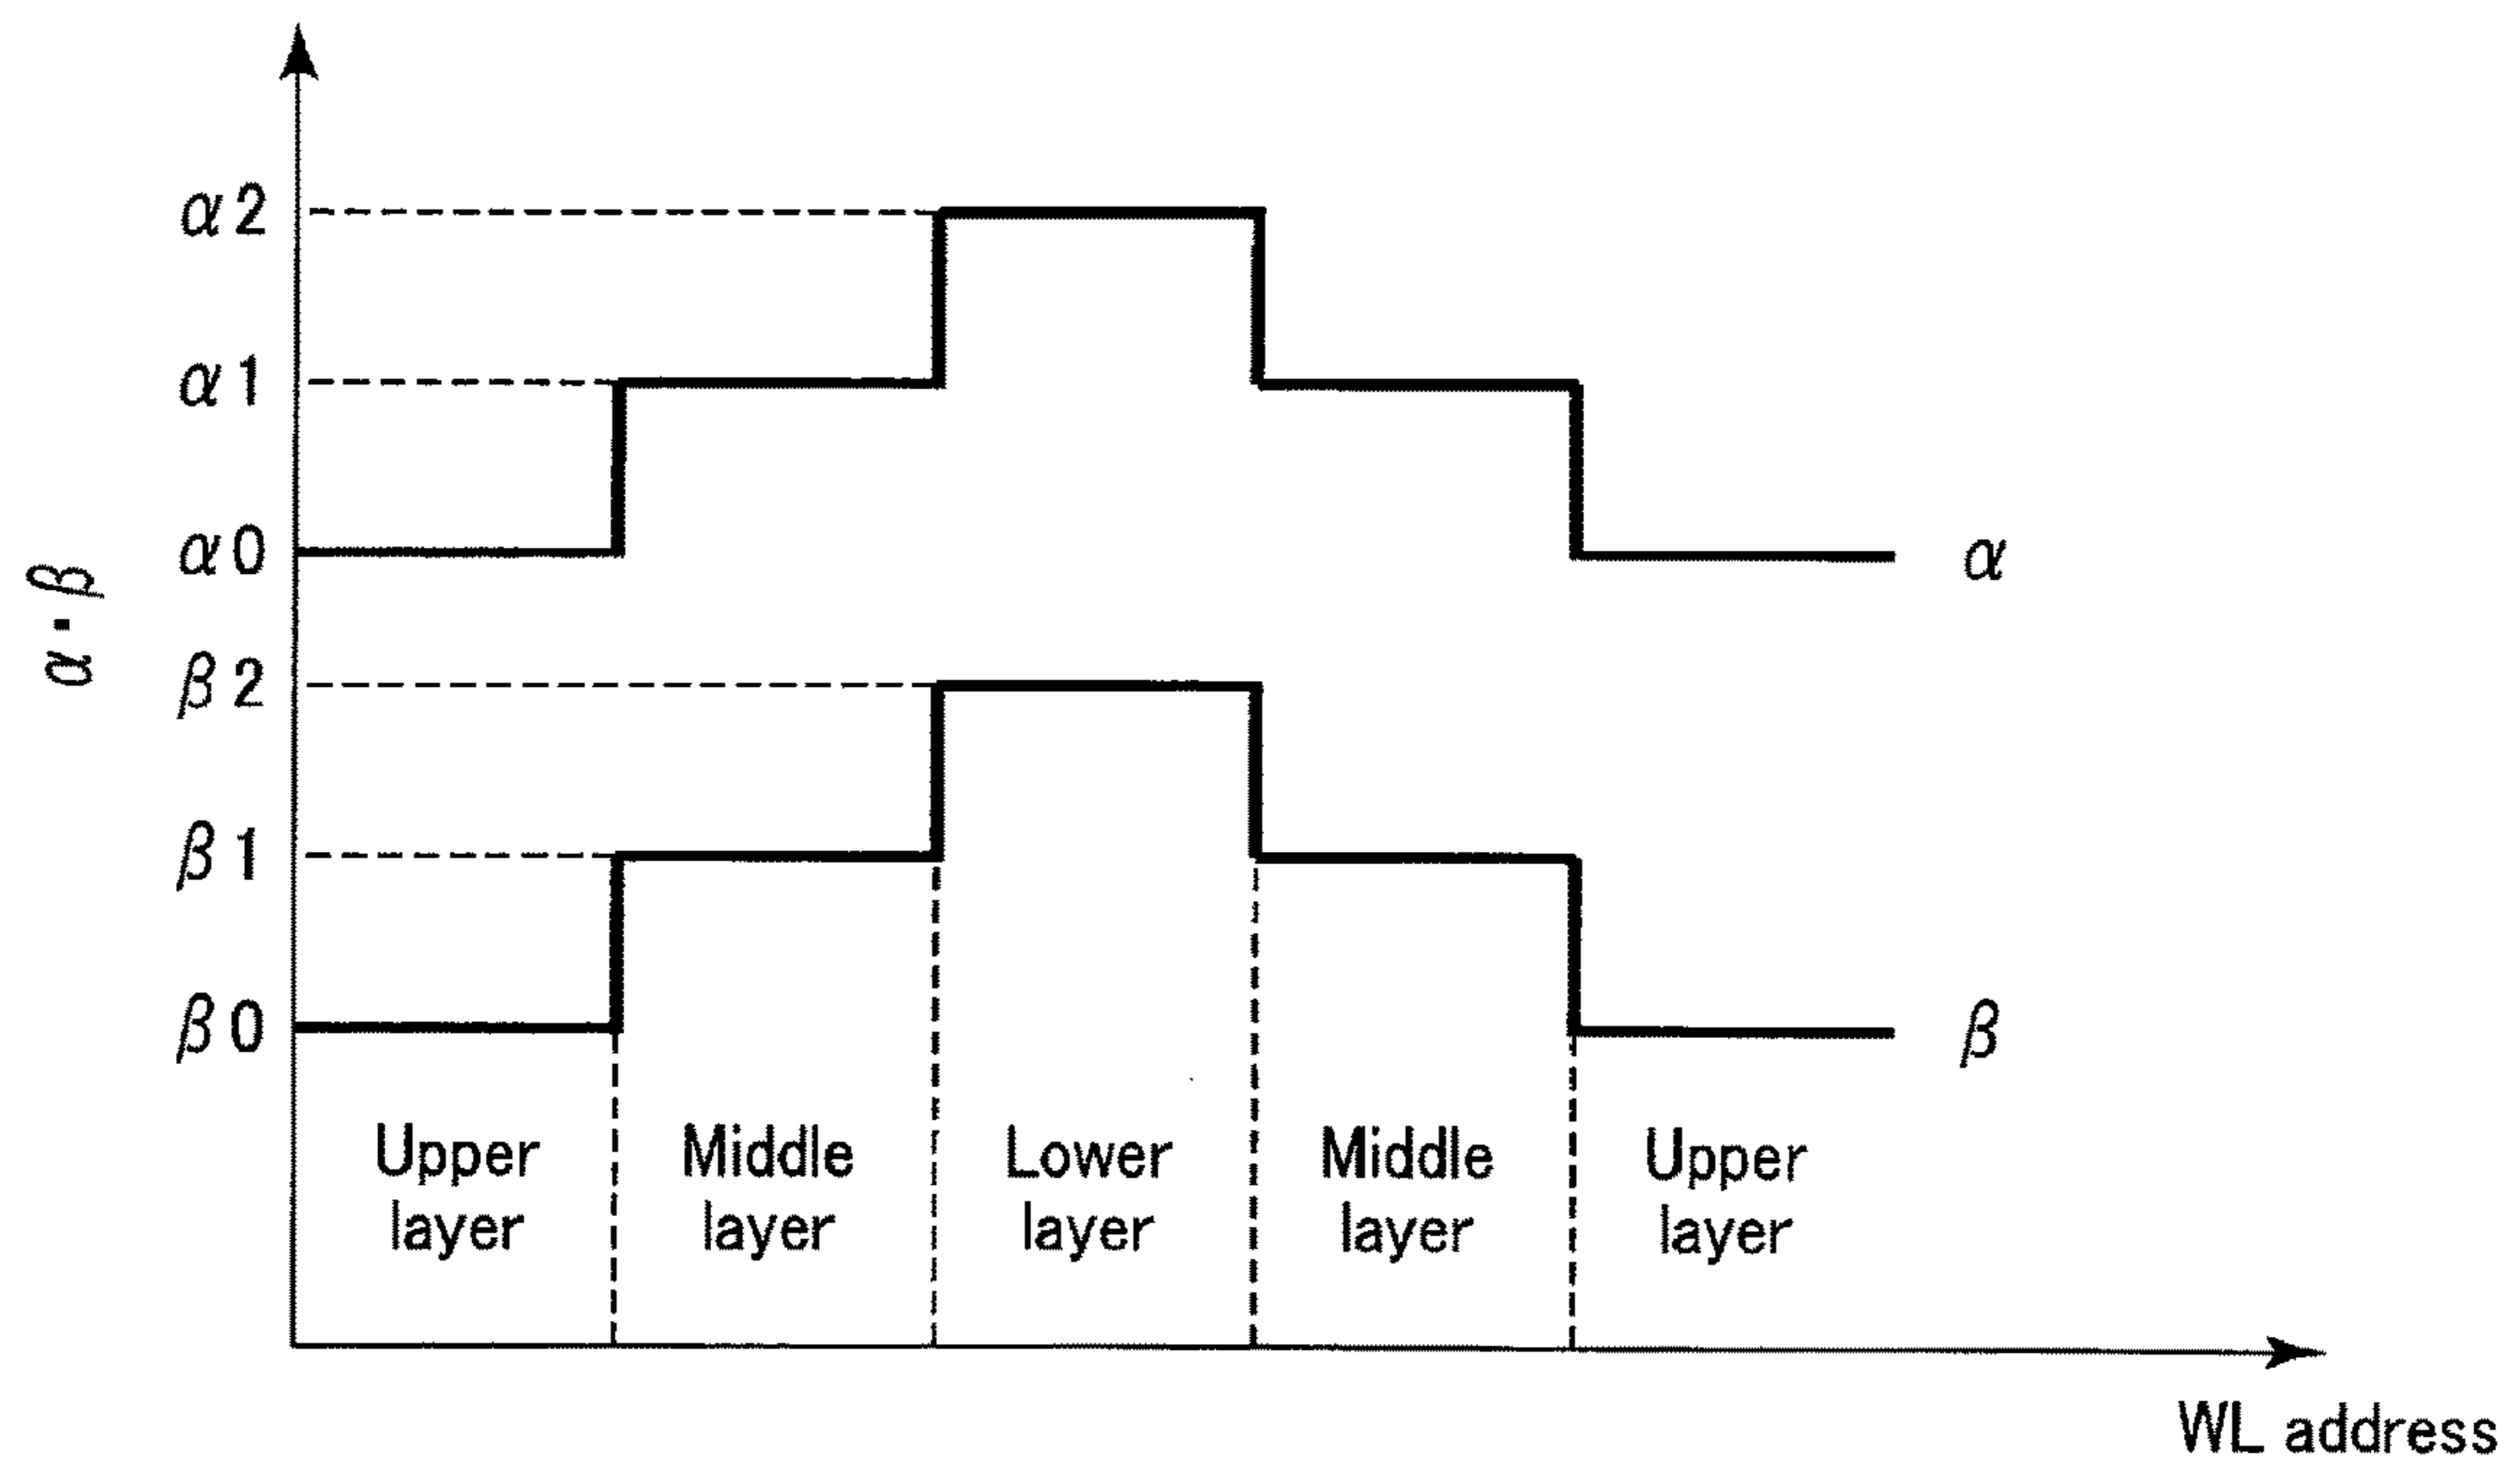 α2
α1
α0
α・β
β2
β1
β0
α
β
Upper layer
Middle layer
Lower layer
Middle layer
Upper layer
WL address